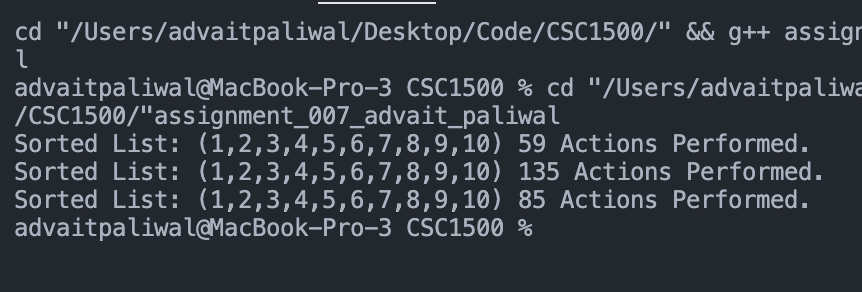 cd "/Users/advaitpaliwal/Desktop/Code/CSC1500/" && g++ assign
l
advaitpaliwal@MacBook-Pro-3 CSC1500 % cd "/Users/advaitpaliwa
/CSC1500/"assignment_007_advait_paliwal
Sorted List: (1,2,3,4,5,6,7,8,9,10) 59 Actions Performed.
Sorted List: (1,2,3,4,5,6,7,8,9,10) 135 Actions Performed.
Sorted List: (1,2,3,4,5,6,7,8,9,10) 85 Actions Performed.
advaitpaliwal@MacBook-Pro-3 CSC1500 %